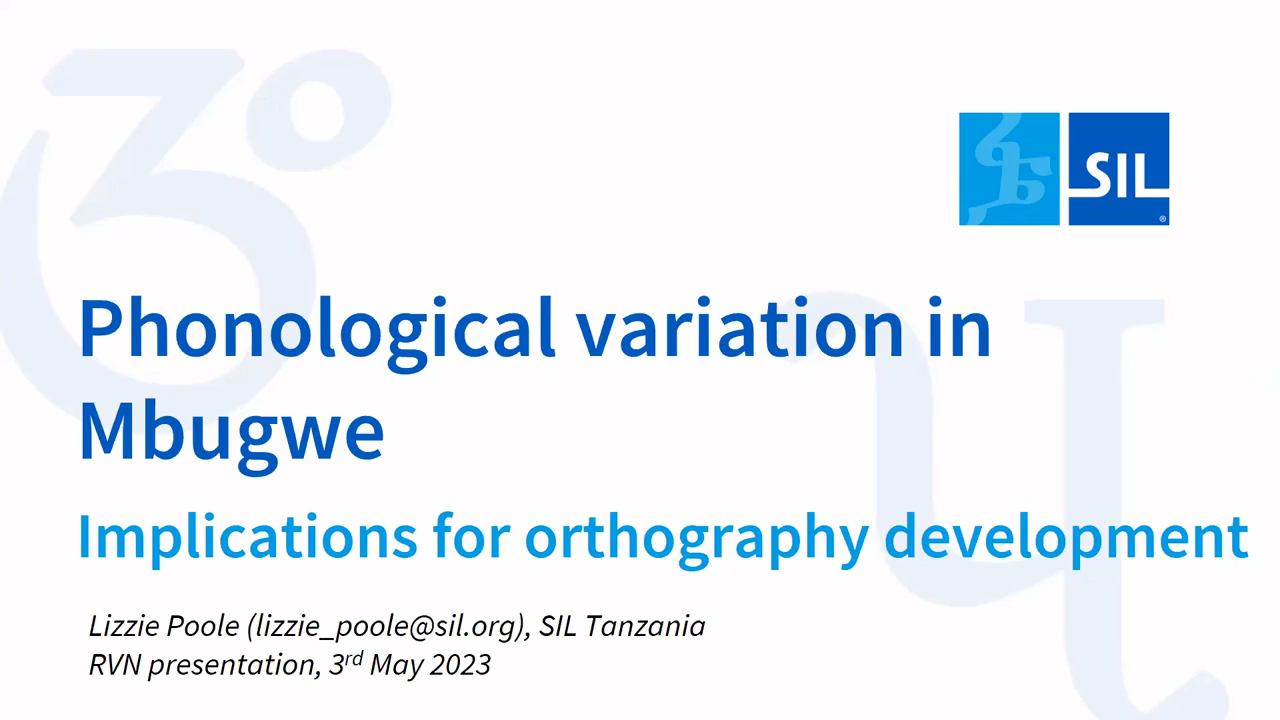 SIL
®
Phonological variation in
Mbugwe
Implications for orthography development
Lizzie Poole (lizzie_poole@sil.org), SIL Tanzania
RVN presentation, 3rd May 2023